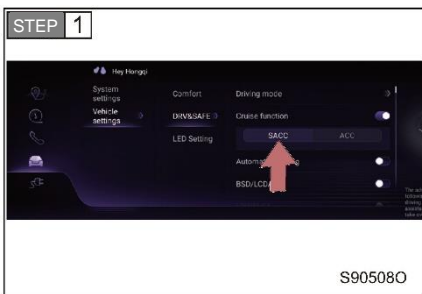 STEP 1
Hey Hongqi
System settings
Vehicle settings
Comfort
DRV&SAFE
LED Setting
Driving mode
Cruise function
SACC
ACC
BSD/LCDA
S90508O